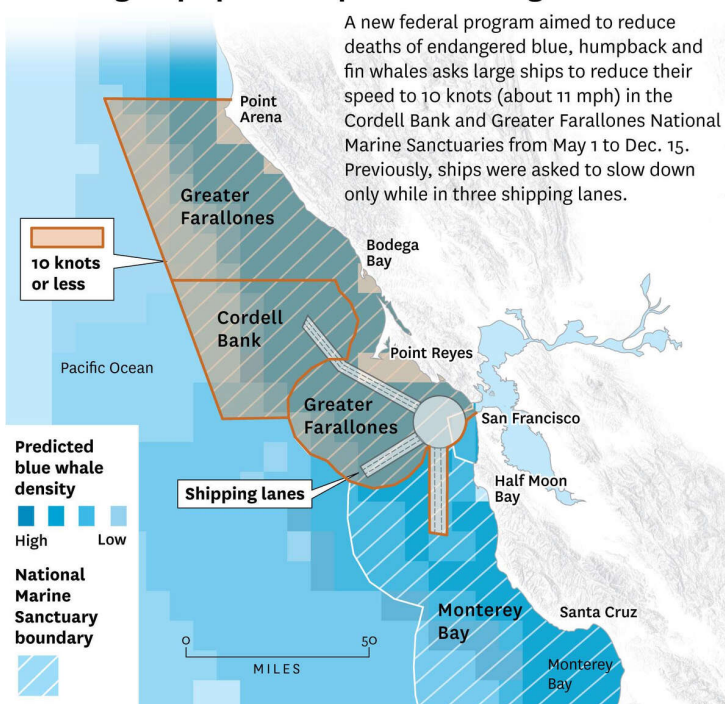 A new federal program aimed to reduce
deaths of endangered blue, humpback and
fin whales asks large ships to reduce their
speed to 10 knots (about 11 mph) in the
Cordell Bank and Greater Farallones National
Marine Sanctuaries from May 1 to Dec. 15.
Previously, ships were asked to slow down
only while in three shipping lanes.
Point
Arena
Greater
Farallones
10 knots
or less
Bodega
Bay
Cordell
Bank
Point Reyes
Pacific Ocean
Greater
Farallones
San Francisco
Predicted
blue whale
density
High Low
Shipping lanes
Half Moon
Bay
National
Marine
Sanctuary
boundary
0 50
MILES
Monterey
Bay
Santa Cruz
Monterey
Bay